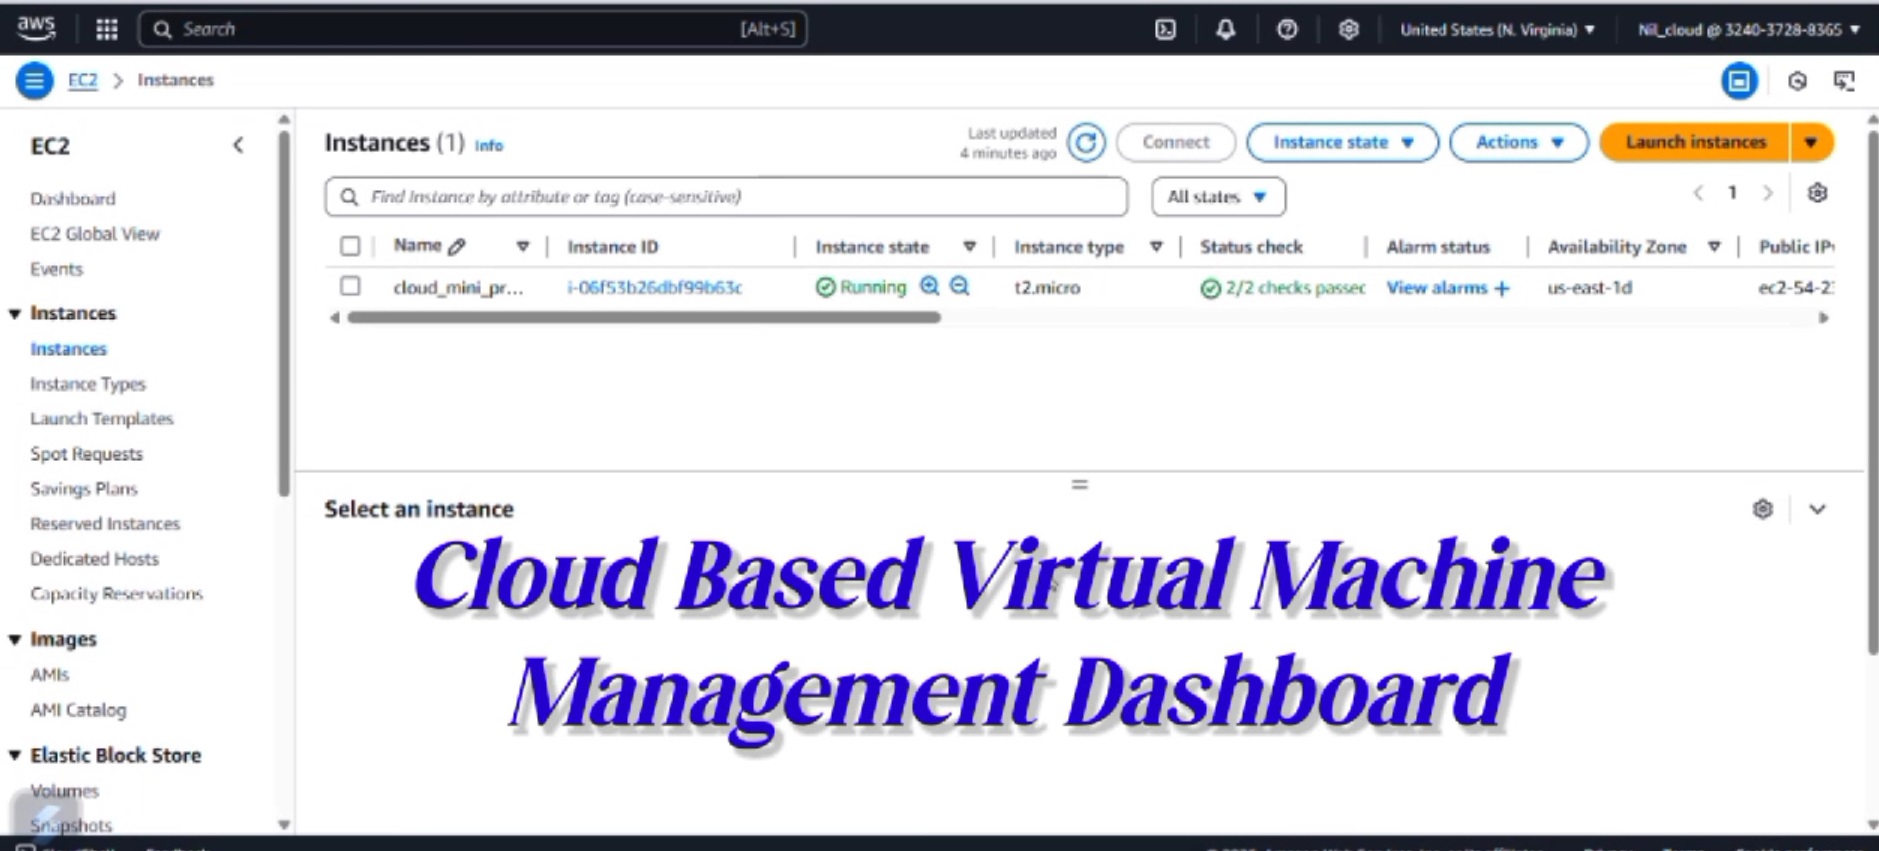 aws
Search [Alt+S] United States (N. Virginia) Nil_cloud @ 3240-3728-8365
EC2 > Instances
EC2
Dashboard
EC2 Global View
Events
Instances
Instances
Instance Types
Launch Templates
Spot Requests
Savings Plans
Reserved Instances
Dedicated Hosts
Capacity Reservations
Images
AMIs
AMI Catalog
Elastic Block Store
Volumes
Snapshots
Instances (1) Info
Last updated
4 minutes ago
Connect Instance state Actions Launch instances
Find Instance by attribute or tag (case-sensitive) All states
1
Name Instance ID Instance state Instance type Status check Alarm status Availability Zone Public IP
cloud_mini_pr... i-06f53b26dbf99b63c Running t2.micro 2/2 checks passec View alarms + us-east-1d ec2-54-2
Select an instance
Cloud Based Virtual Machine
Management Dashboard